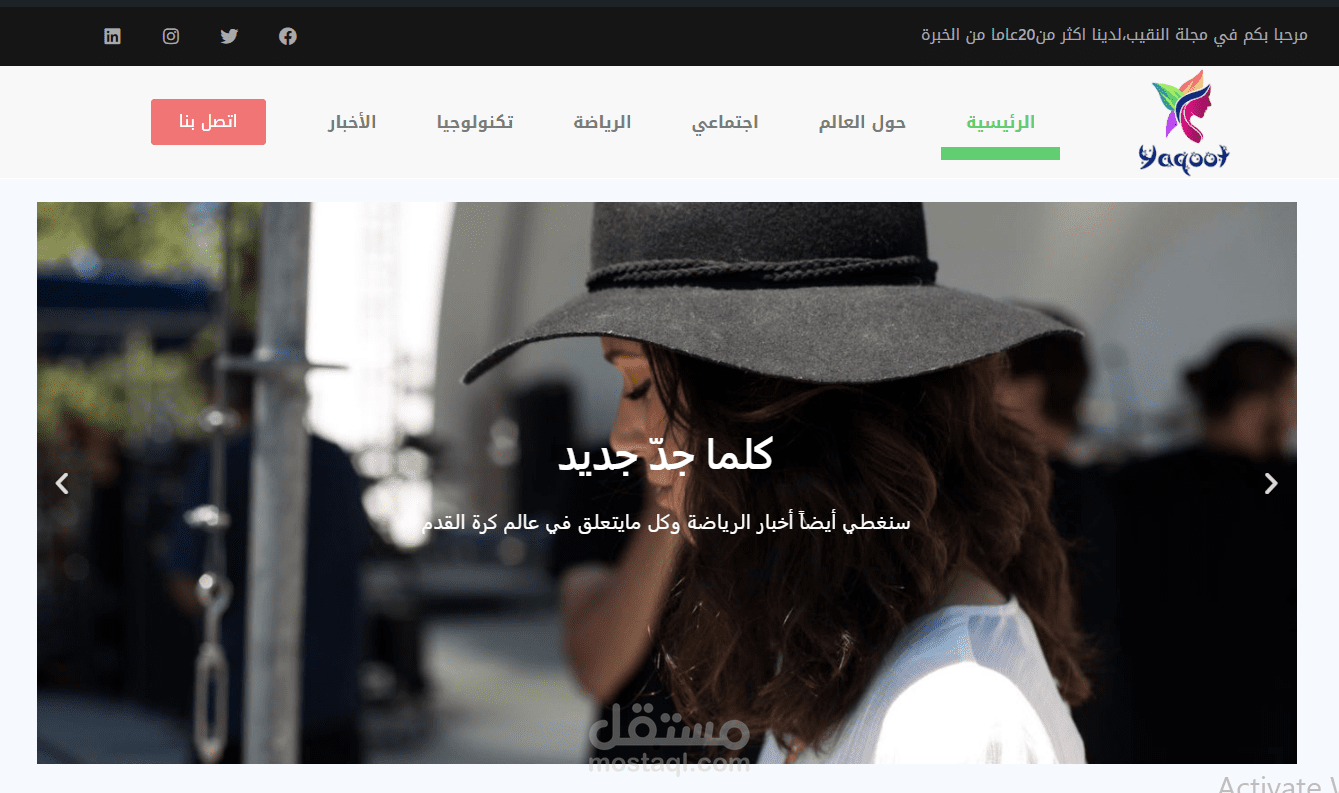 مرحبا بكم في مجلة النقيب،لدينا اكثر من20عاما من الخبرة
Yaqoot
الرئيسية
حول العالم
اجتماعي
الرياضة
تكنولوجيا
الأخبار
اتصل بنا
كلما جدّ جديد
سنغطي أيضاً أخبار الرياضة وكل مايتعلق في عالم كرة القدم
مستقل
mostaql.com
Activate